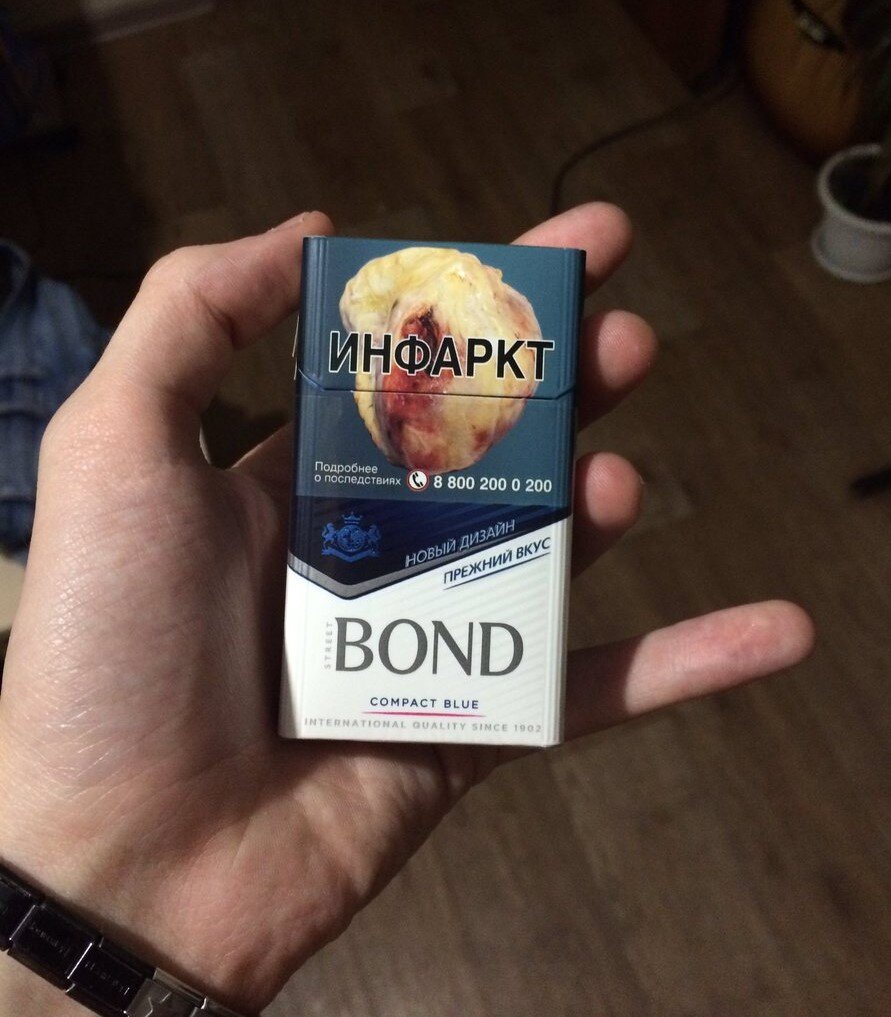 ИНФАРКТ
Подробнее
о последствиях 8 800 200 0 200
НОВЫЙ ДИЗАЙН
ПРЕЖНИЙ ВКУС
STREET
BOND
COMPACT BLUE
INTERNATIONAL QUALITY SINCE 1902